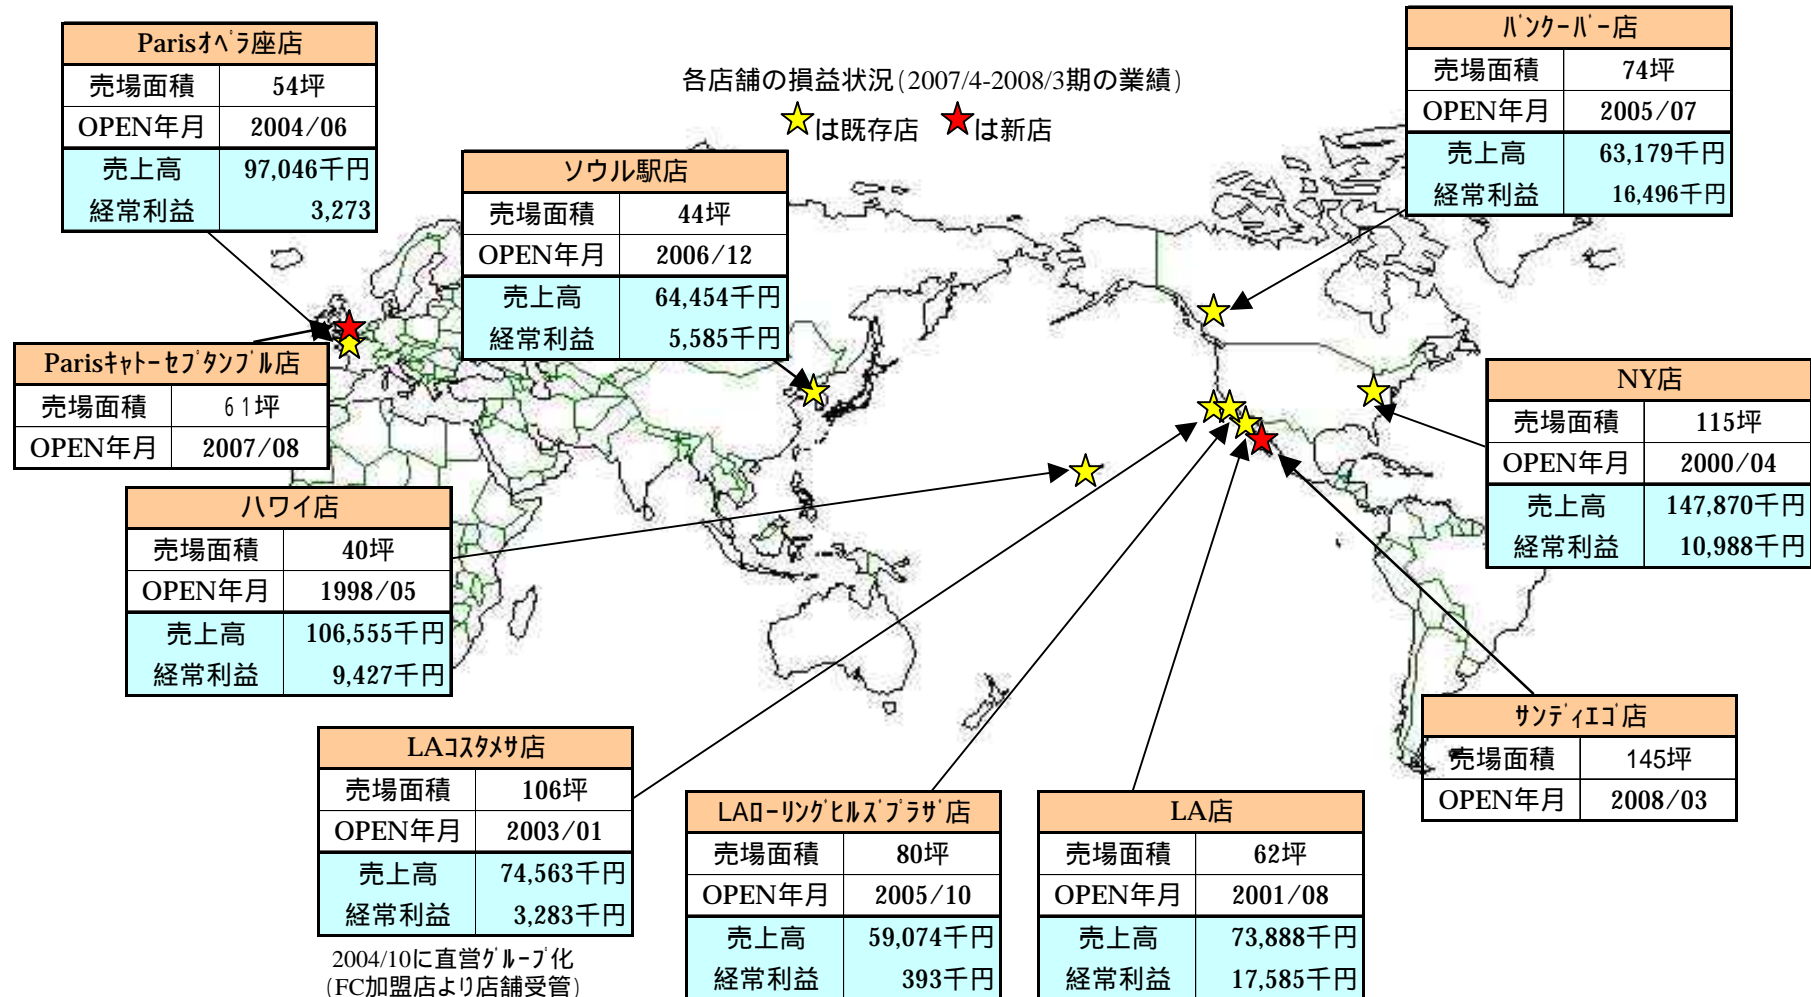 各店舗の損益状況(2007/4-2008/3期の業績)
★は既存店 ★は新店
Parisｵﾍﾟﾗ座店
売場面積 54坪
OPEN年月 2004/06
売上高 97,046千円
経常利益 3,273
ﾊﾞﾝｸｰﾊﾞｰ店
売場面積 74坪
OPEN年月 2005/07
売上高 63,179千円
経常利益 16,496千円
ソウル駅店
売場面積 44坪
OPEN年月 2006/12
売上高 64,454千円
経常利益 5,585千円
Parisｷｬﾄｰｾﾌﾟﾀﾝﾌﾟﾙ店
売場面積 ６１坪
OPEN年月 2007/08
NY店
売場面積 115坪
OPEN年月 2000/04
売上高 147,870千円
経常利益 10,988千円
ハワイ店
売場面積 40坪
OPEN年月 1998/05
売上高 106,555千円
経常利益 9,427千円
LAｺｽﾀﾒｻ店
売場面積 106坪
OPEN年月 2003/01
売上高 74,563千円
経常利益 3,283千円
2004/10に直営ｸﾞﾙｰﾌﾟ化
(FC加盟店より店舗受管)
LAﾛｰﾘﾝｸﾞﾋﾙｽﾞﾌﾟﾗｻﾞ店
売場面積 80坪
OPEN年月 2005/10
売上高 59,074千円
経常利益 393千円
LA店
売場面積 62坪
OPEN年月 2001/08
売上高 73,888千円
経常利益 17,585千円
ｻﾝﾃﾞｨｴｺﾞ店
売場面積 145坪
OPEN年月 2008/03